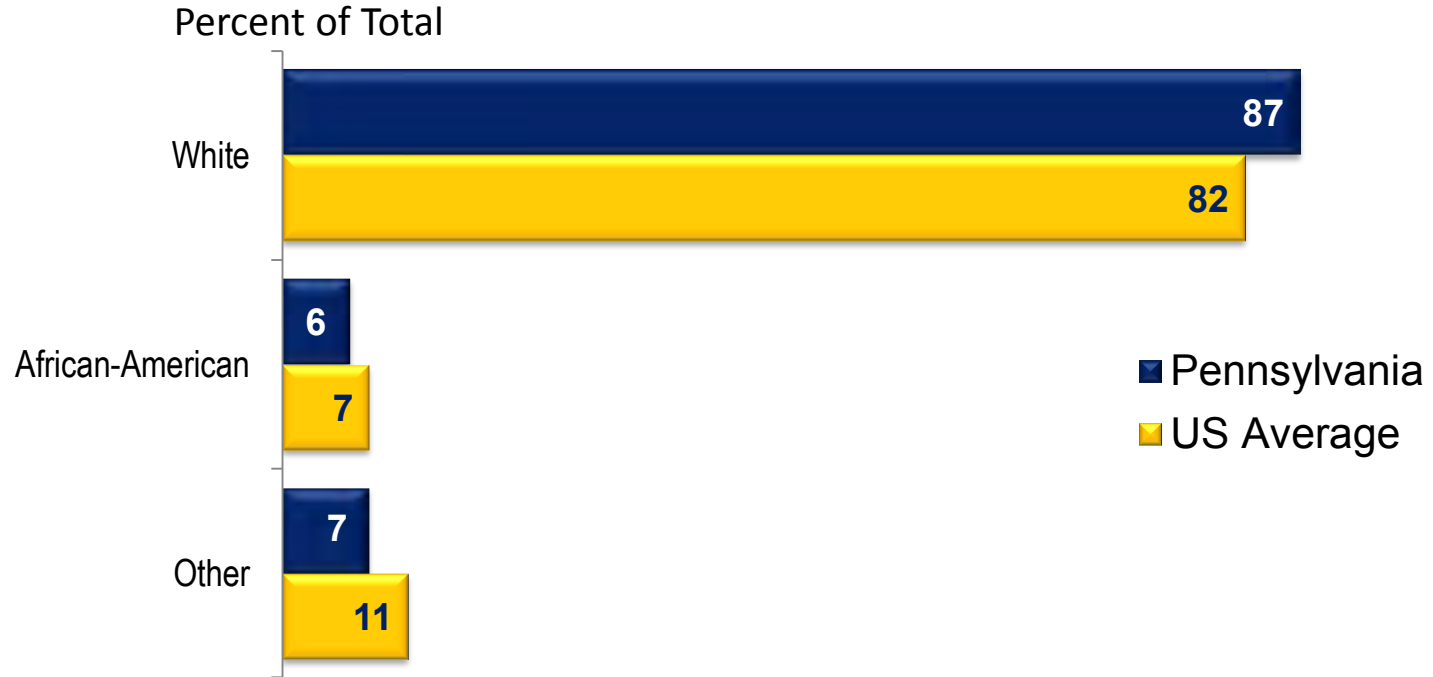 Percent of Total
White
87
82
African-American
6
7
Other
7
11
Pennsylvania
US Average